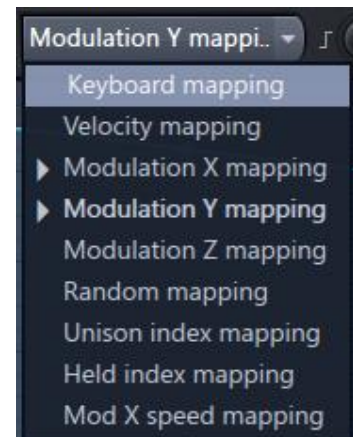 Modulation Y mappi..
Keyboard mapping
Velocity mapping
Modulation X mapping
Modulation Y mapping
Modulation Z mapping
Random mapping
Unison index mapping
Held index mapping
Mod X speed mapping